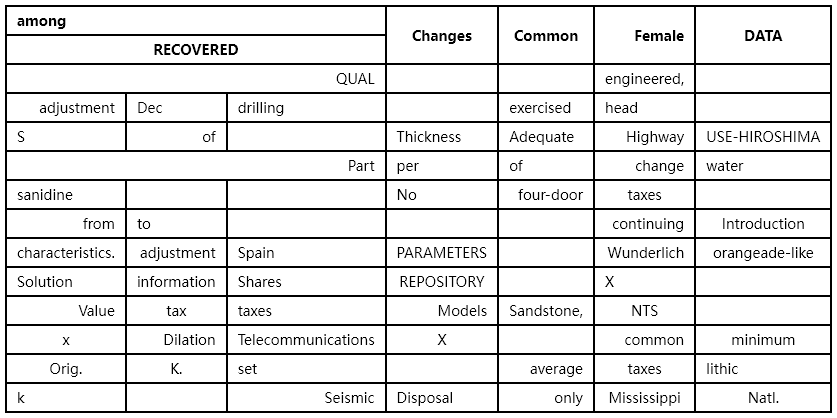 among Changes Common Female DATA
RECOVERED
QUAL engineered,
adjustment Dec drilling exercised head
S of Thickness Adequate Highway USE-HIROSHIMA
Part per of change water
sanidine No four-door taxes
from to continuing Introduction
characteristics. adjustment Spain PARAMETERS Wunderlich orangeade-like
Solution information Shares REPOSITORY X
Value tax taxes Models Sandstone, NTS
x Dilation Telecommunications X common minimum
Orig. K. set average taxes lithic
k Seismic Disposal only Mississippi Natl.